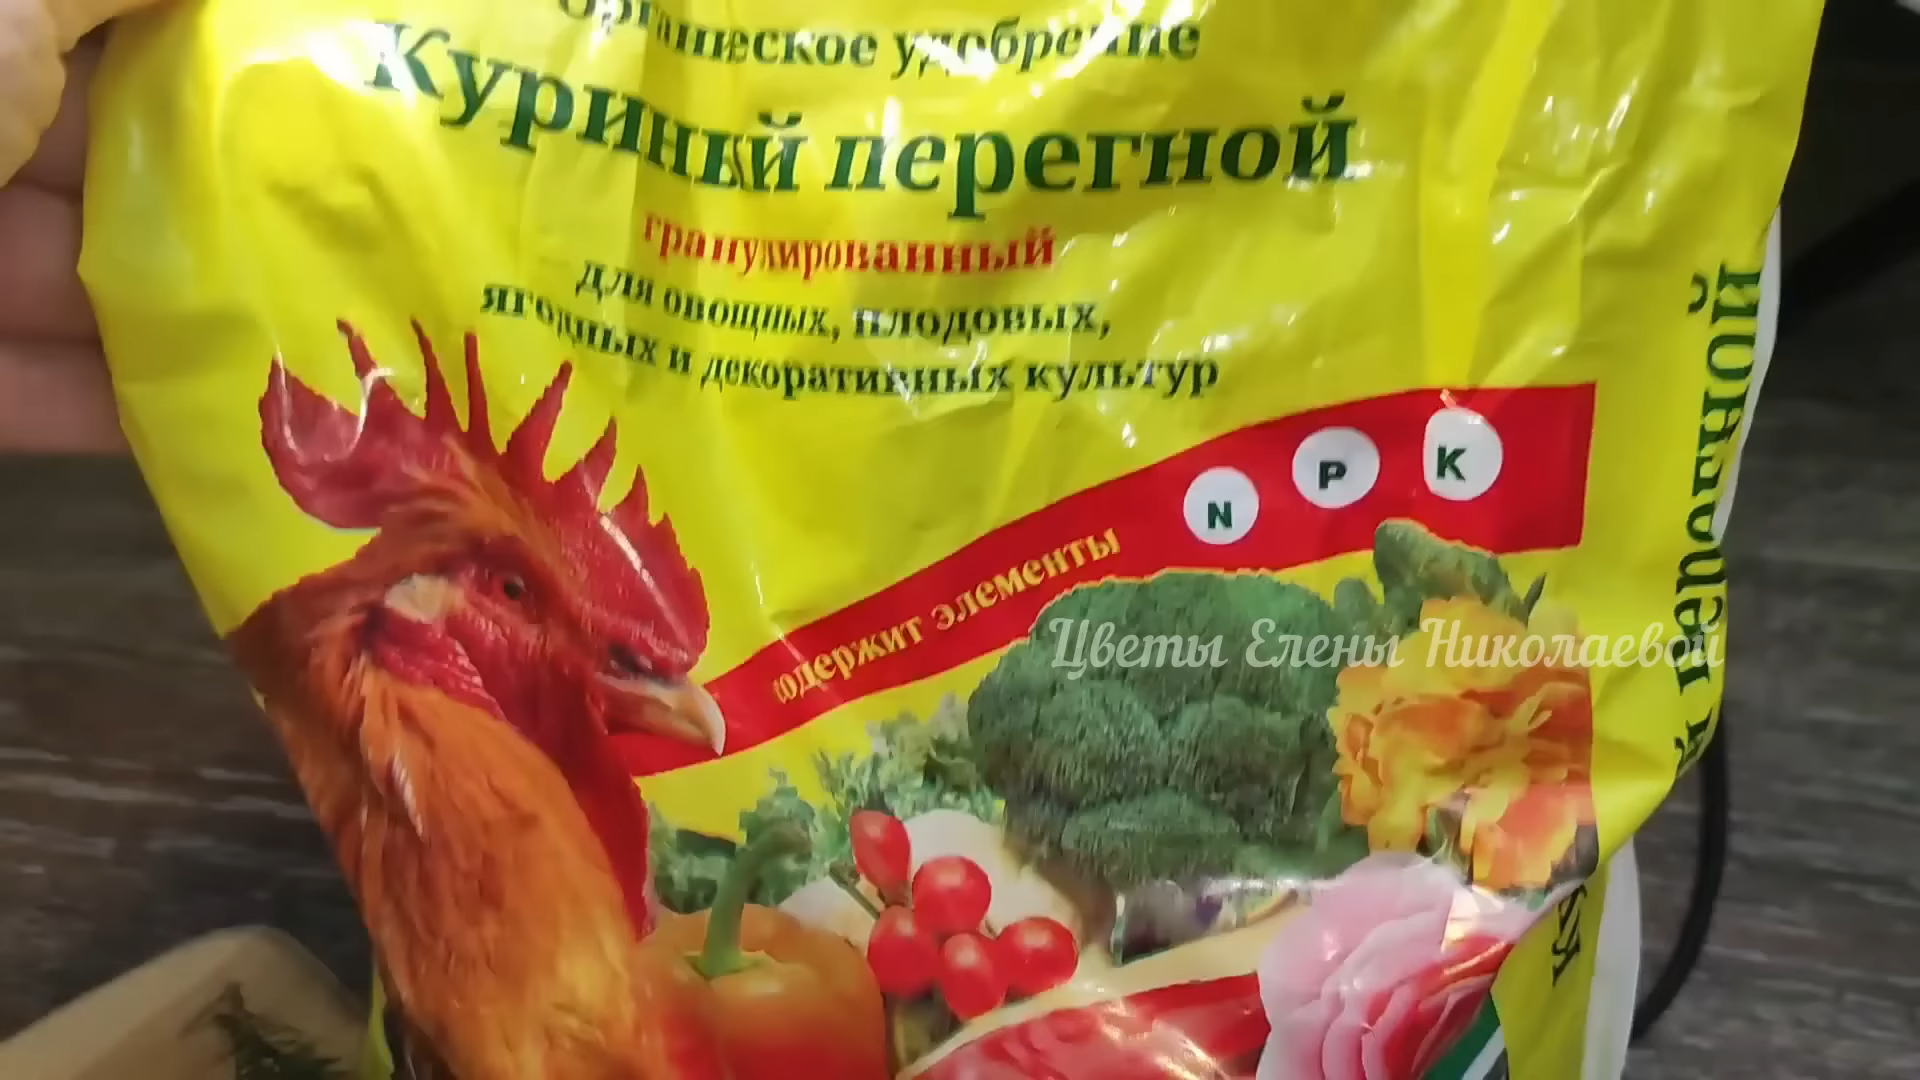 Органическое удобрение
Куриный перегной
гранулированный
для овощных, плодовых,
ягодных и декоративных культур
содержит элементы
N P K
Цветы Елены Николаевой
й перегной